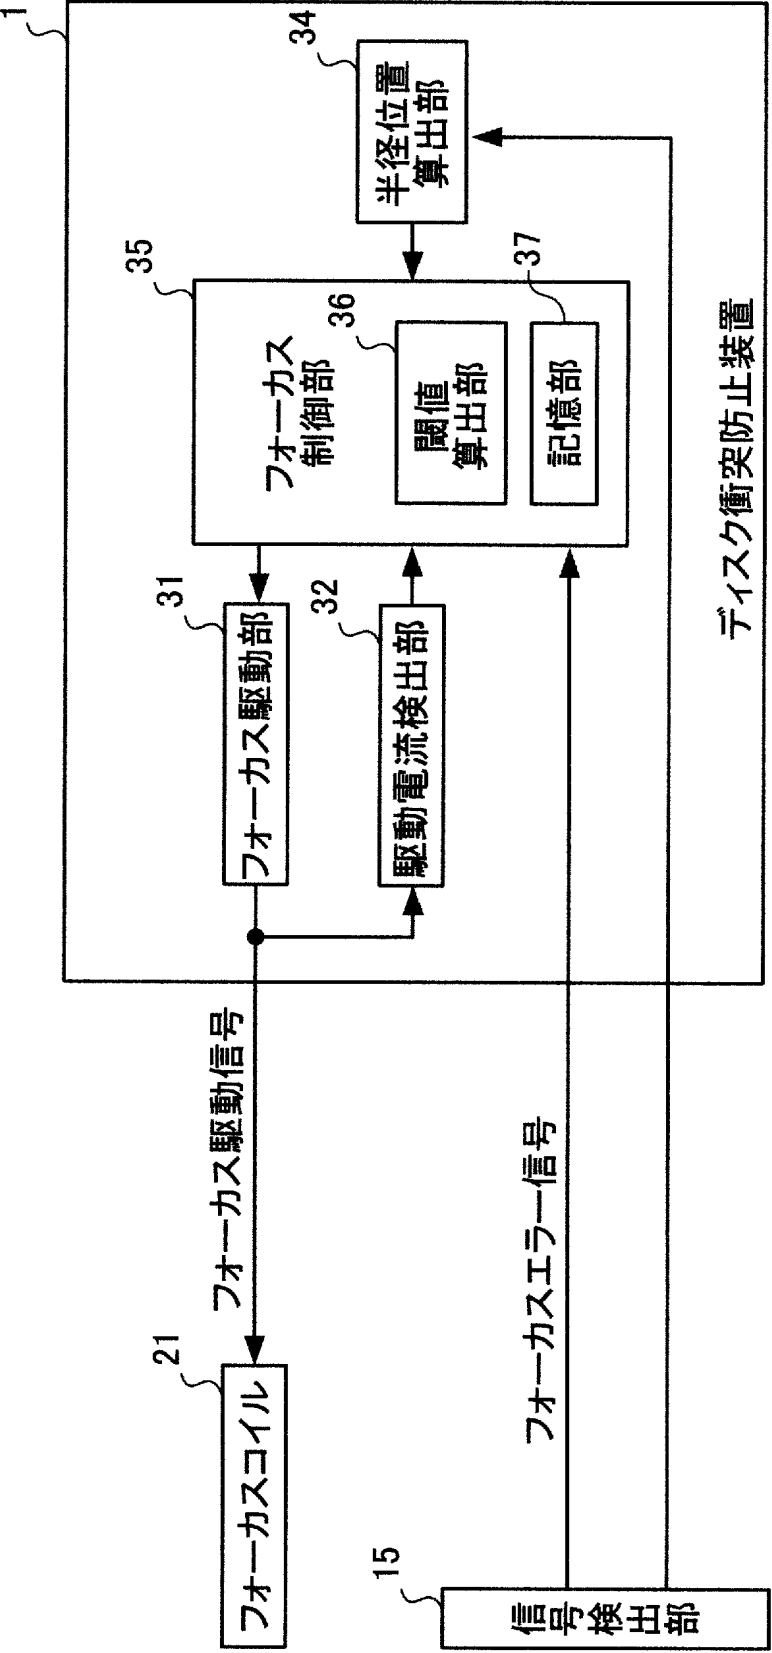 1
ディスク衝突防止装置
34
半径位置
算出部
35
フォーカス
制御部
36
閾値
算出部
37
記憶部
31
フォーカス駆動部
32
駆動電流検出部
フォーカス駆動信号
フォーカスエラー信号
21
フォーカスコイル
15
信号検出部